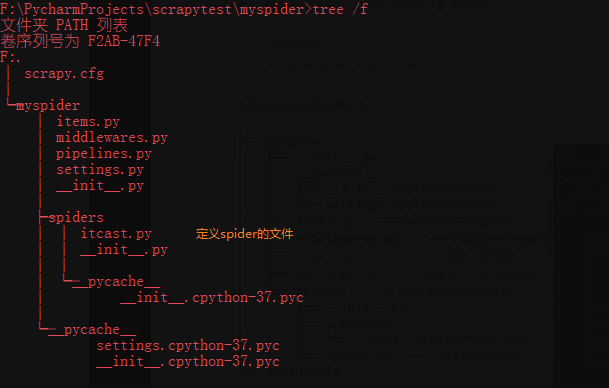 F:\PycharmProjects\scrapytest\myspider>tree /f
文件夹 PATH 列表
卷序列号为 F2AB-47F4
F:.
│  scrapy.cfg
│
└─myspider
    │  items.py
    │  middlewares.py
    │  pipelines.py
    │  settings.py
    │  __init__.py
    │
    ├─spiders
    │  │  itcast.py 定义spider的文件
    │  │  __init__.py
    │  │
    │  └─__pycache__
    │          __init__.cpython-37.pyc
    │
    └─__pycache__
            settings.cpython-37.pyc
            __init__.cpython-37.pyc